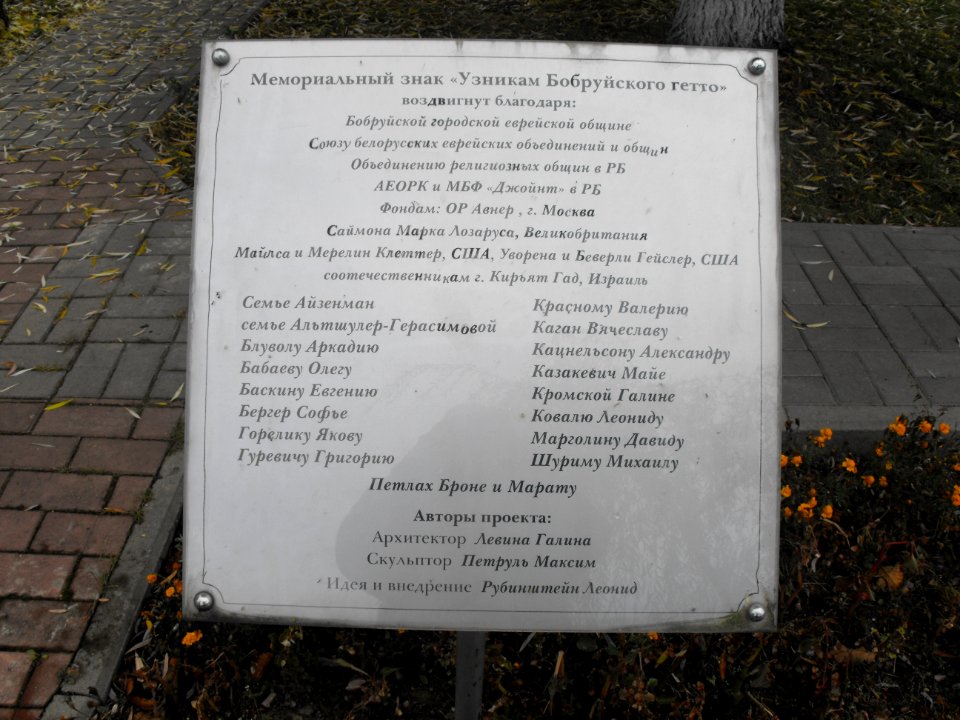 Мемориальный знак «Узникам Бобруйского гетто»
воздвигнут благодаря:
Бобруйской городской еврейской общине
Союзу белорусских еврейских объединений и общин
Объединению религиозных общин в РБ
АЕОРК и МБФ «Джойнт» в РБ
Фондам: ОР Авнер , г. Москва
Саймона Марка Лозаруса, Великобритания
Майлса и Мерелин Клеттер, США, Уворена и Беверли Гейслер, США
соотечественникам г. Кирьят Гад, Израиль
Семье Айзенман
семье Альтшулер-Герасимовой
Блуволу Аркадию
Бабаеву Олегу
Баскину Евгению
Бергер Софье
Горелику Якову
Гуревичу Григорию
Красному Валерию
Каган Вячеславу
Кацнельсону Александру
Казакевич Майе
Кромской Галине
Ковалю Леониду
Марголину Давиду
Шуриму Михаилу
Петлах Броне и Марату
Авторы проекта:
Архитектор Левина Галина
Скульптор Петруль Максим
Идея и внедрение Рубинштейн Леонид